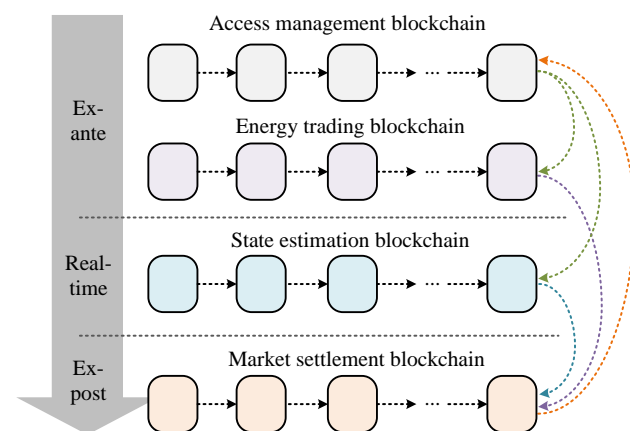 Access management blockchain
...
Ex-
ante
Energy trading blockchain
...
State estimation blockchain
Real-
time
...
Market settlement blockchain
Ex-
post
...